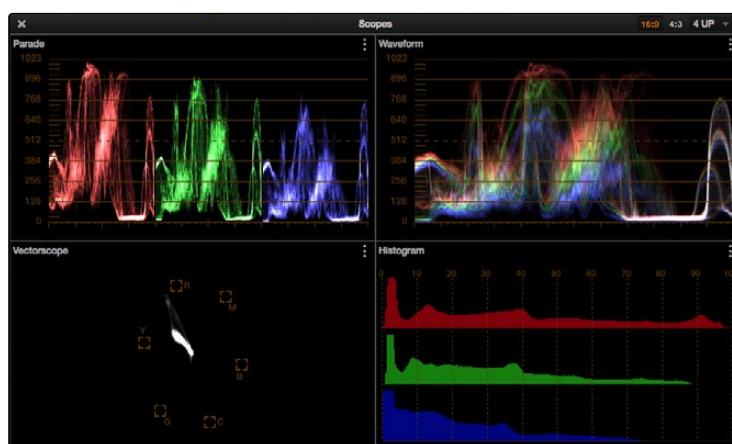 Scopes
16:9 4:3 4 UP
Parade
1023
896
768
640
512
384
256
128
0
Waveform
1023
896
768
640
512
384
256
128
0
Vectorscope
R
M
Y
B
G
C
Histogram
0 10 20 30 40 50 60 70 80 90